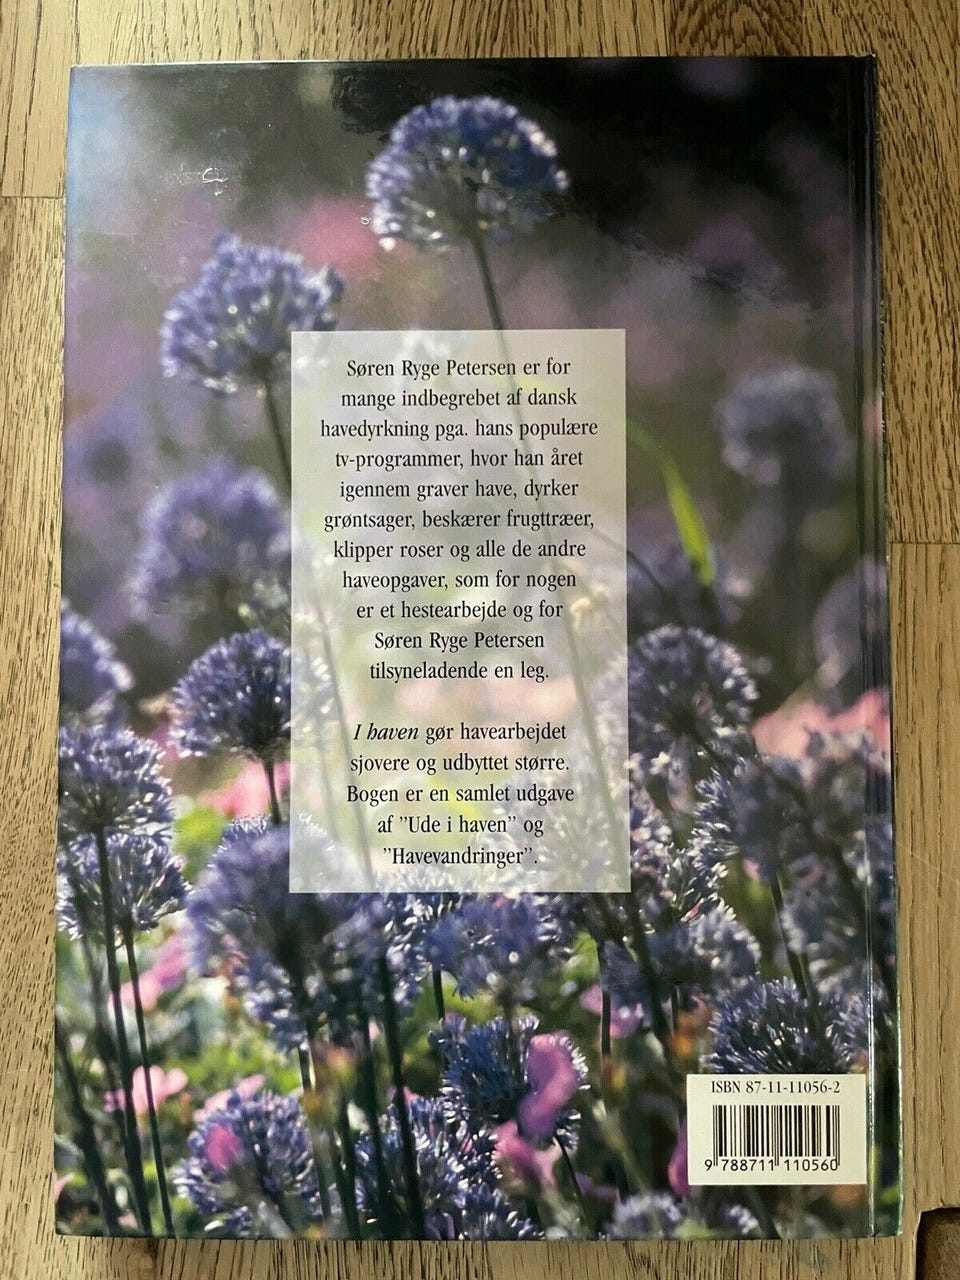 Søren Ryge Petersen er for
mange indbegrebet af dansk
havedyrkning pga. hans populære
tv-programmer, hvor han året
igennem graver have, dyrker
grøntsager, beskærer frugttræer,
klipper roser og alle de andre
haveopgaver, som for nogen
er et hestearbejde og for
Søren Ryge Petersen
tilsyneladende en leg.
I haven gør havearbejdet
sjovere og udbyttet større.
Bogen er en samlet udgave
af ”Ude i haven” og
”Havevandringer”.
ISBN 87-11-11056-2
9 788711 110560